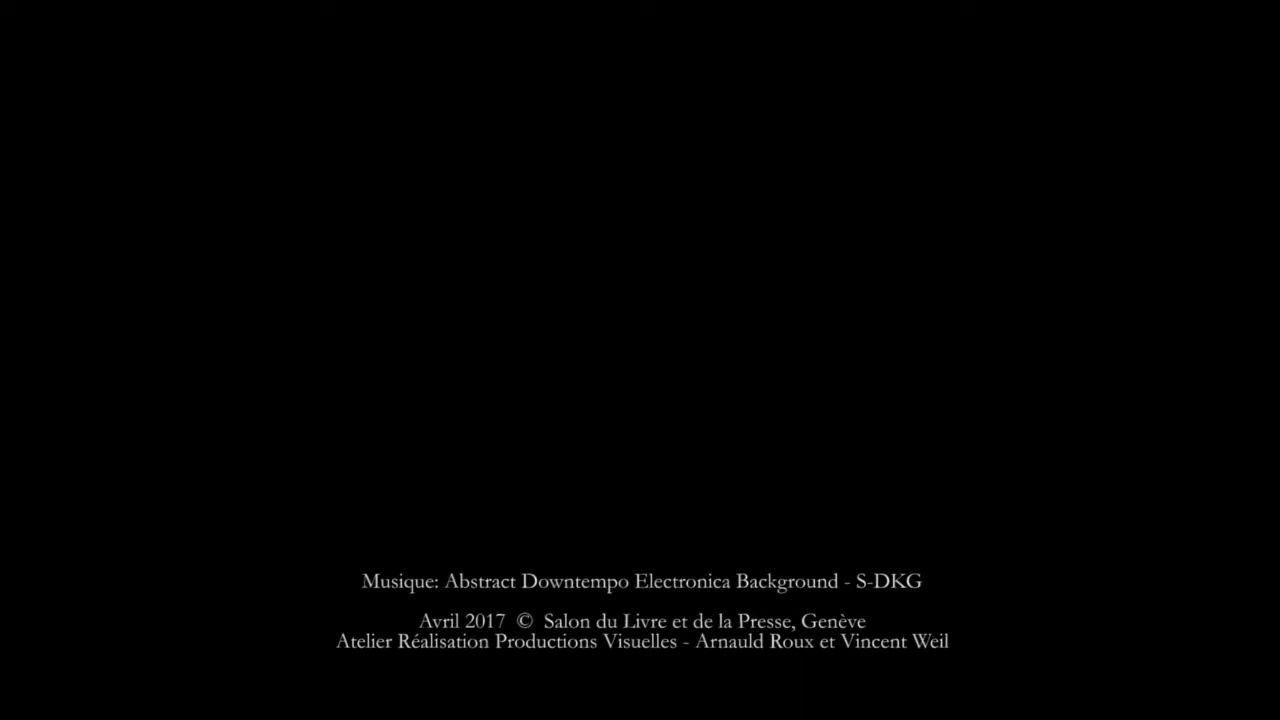 Musique: Abstract Downtempo Electronica Background - S-DKG
Avril 2017 © Salon du Livre et de la Presse, Genève
Atelier Réalisation Productions Visuelles - Arnauld Roux et Vincent Weil